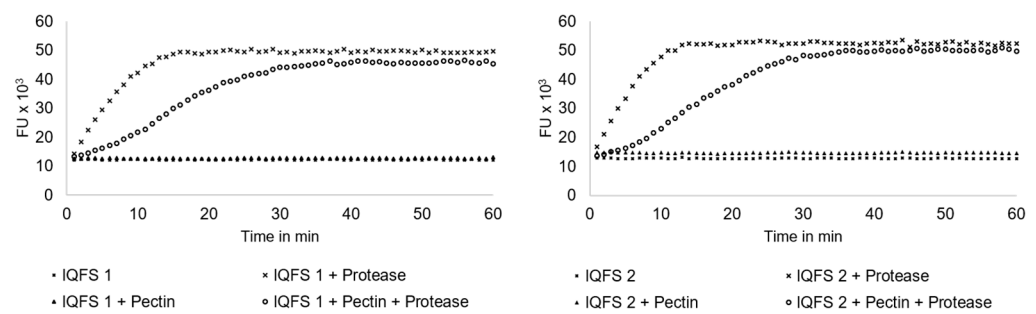 60
50
40
30
20
10
0
FU x 10³
0 10 20 30 40 50 60
Time in min
IQFS 1
IQFS 1 + Protease
IQFS 1 + Pectin
IQFS 1 + Pectin + Protease
60
50
40
30
20
10
0
FU x 10³
0 10 20 30 40 50 60
Time in min
IQFS 2
IQFS 2 + Protease
IQFS 2 + Pectin
IQFS 2 + Pectin + Protease